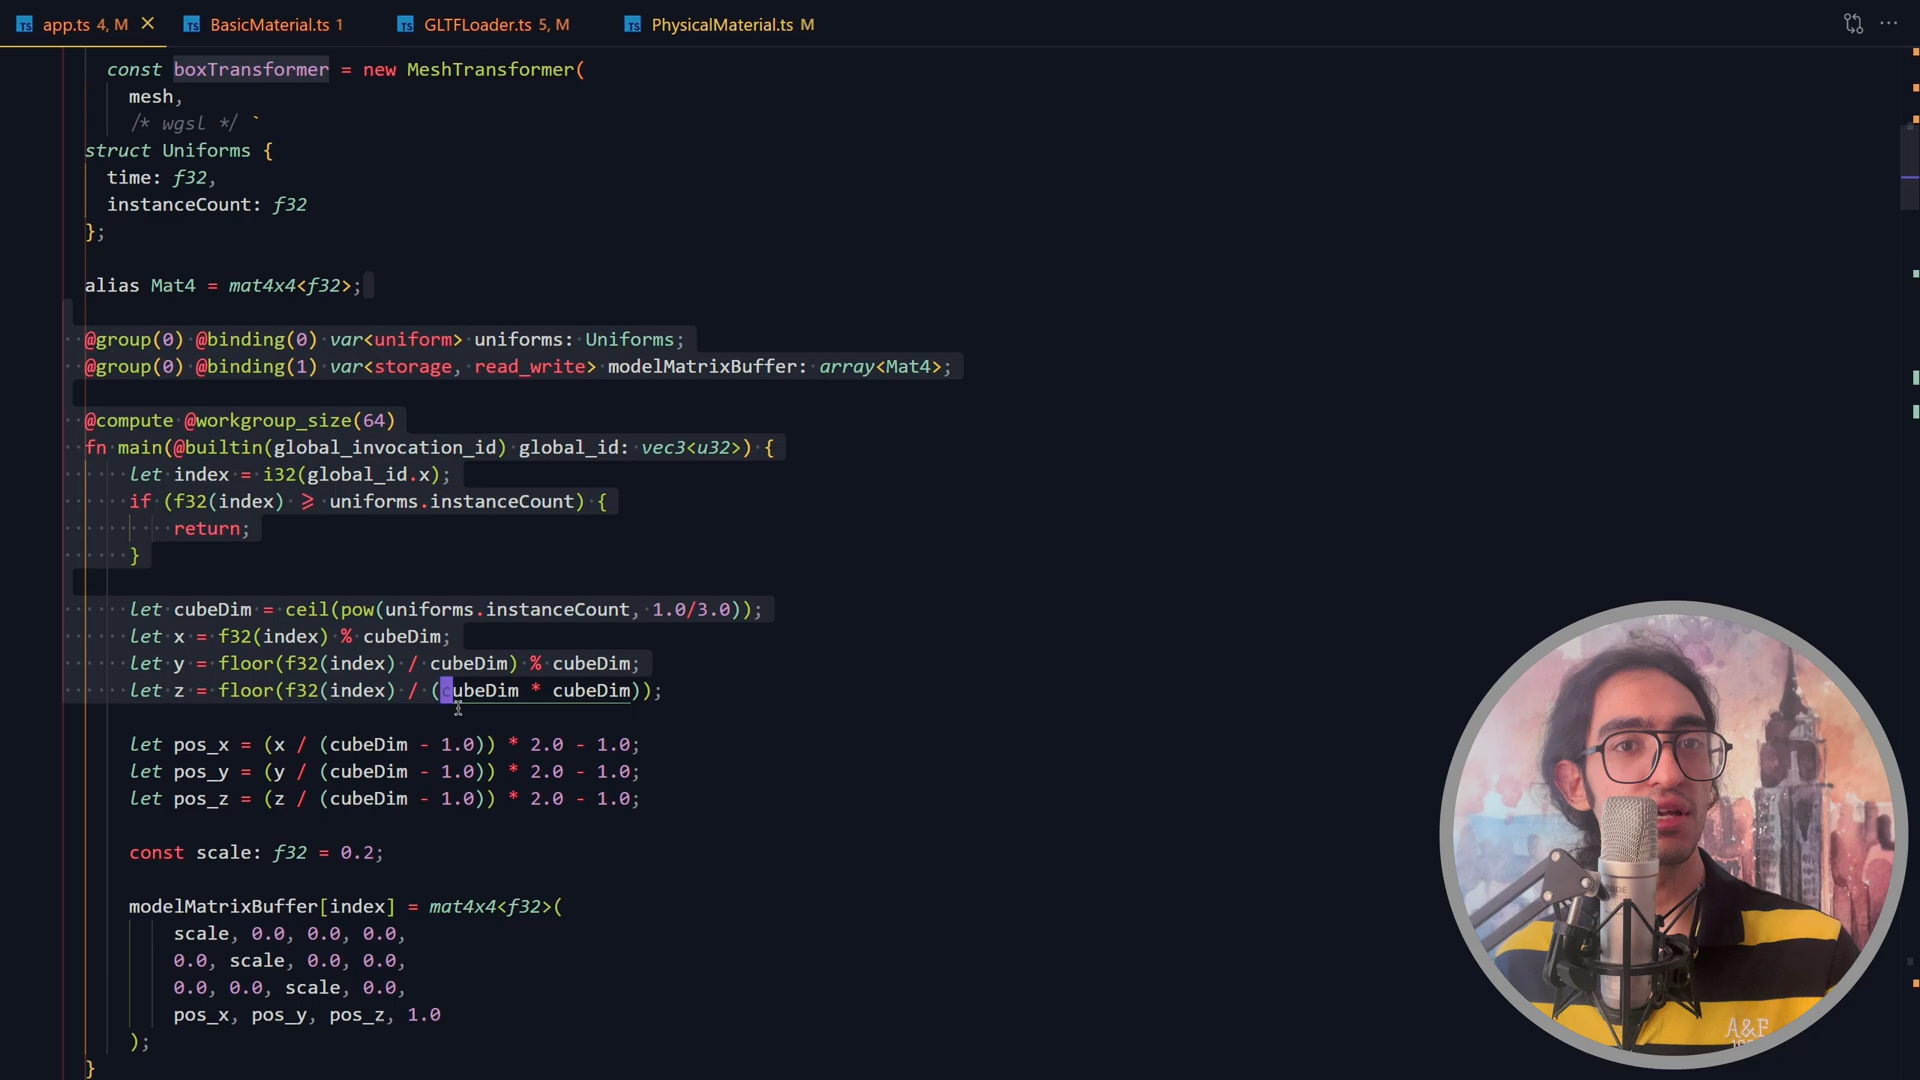 app.ts 4, M
BasicMaterial.ts 1
GLTFLoader.ts 5, M
PhysicalMaterial.ts M
const boxTransformer = new MeshTransformer(
mesh,
/* wgsl */ `
struct Uniforms {
time: f32,
instanceCount: f32
};
alias Mat4 = mat4x4<f32>;
@group(0) @binding(0) var<uniform> uniforms: Uniforms;
@group(0) @binding(1) var<storage, read_write> modelMatrixBuffer: array<Mat4>;
@compute @workgroup_size(64)
fn main(@builtin(global_invocation_id) global_id: vec3<u32>) {
let index = i32(global_id.x);
if (f32(index) >= uniforms.instanceCount) {
return;
}
let cubeDim = ceil(pow(uniforms.instanceCount, 1.0/3.0));
let x = f32(index) % cubeDim;
let y = floor(f32(index) / cubeDim) % cubeDim;
let z = floor(f32(index) / (cubeDim * cubeDim));
let pos_x = (x / (cubeDim - 1.0)) * 2.0 - 1.0;
let pos_y = (y / (cubeDim - 1.0)) * 2.0 - 1.0;
let pos_z = (z / (cubeDim - 1.0)) * 2.0 - 1.0;
const scale: f32 = 0.2;
modelMatrixBuffer[index] = mat4x4<f32>(
scale, 0.0, 0.0, 0.0,
0.0, scale, 0.0, 0.0,
0.0, 0.0, scale, 0.0,
pos_x, pos_y, pos_z, 1.0
);
}
A&F